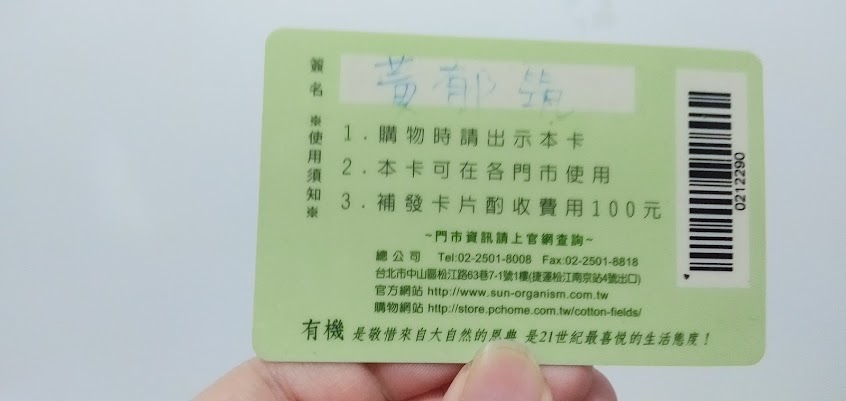 簽名 黃郁
※使用須知※
1.購物時請出示本卡
2.本卡可在各門市使用
3.補發卡片酌收費用100元
~門市資訊請上官網查詢~
總公司 Tel:02-2501-8008 Fax:02-2501-8818
台北市中山區松江路63巷7-1號1樓(捷運松江南京站4號出口)
官方網站 http://www.sun-organism.com.tw
購物網站 http://store.pchome.com.tw/cotton-fields/
有機 是敬惜來自大自然的恩典 是21世紀最喜悅的生活態度！
0212290